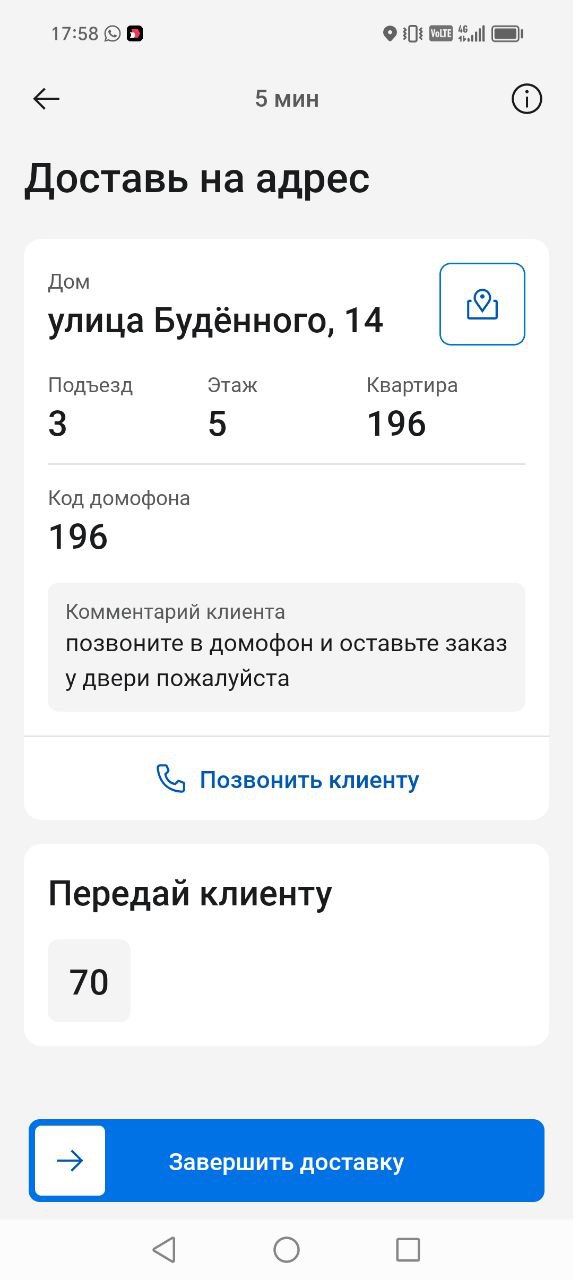 17:58
VoLTE 4G
5 мин
Доставь на адрес
Дом
улица Будённого, 14
Подъезд Этаж Квартира
3 5 196
Код домофона
196
Комментарий клиента
позвоните в домофон и оставьте заказ
у двери пожалуйста
Позвонить клиенту
Передай клиенту
70
Завершить доставку